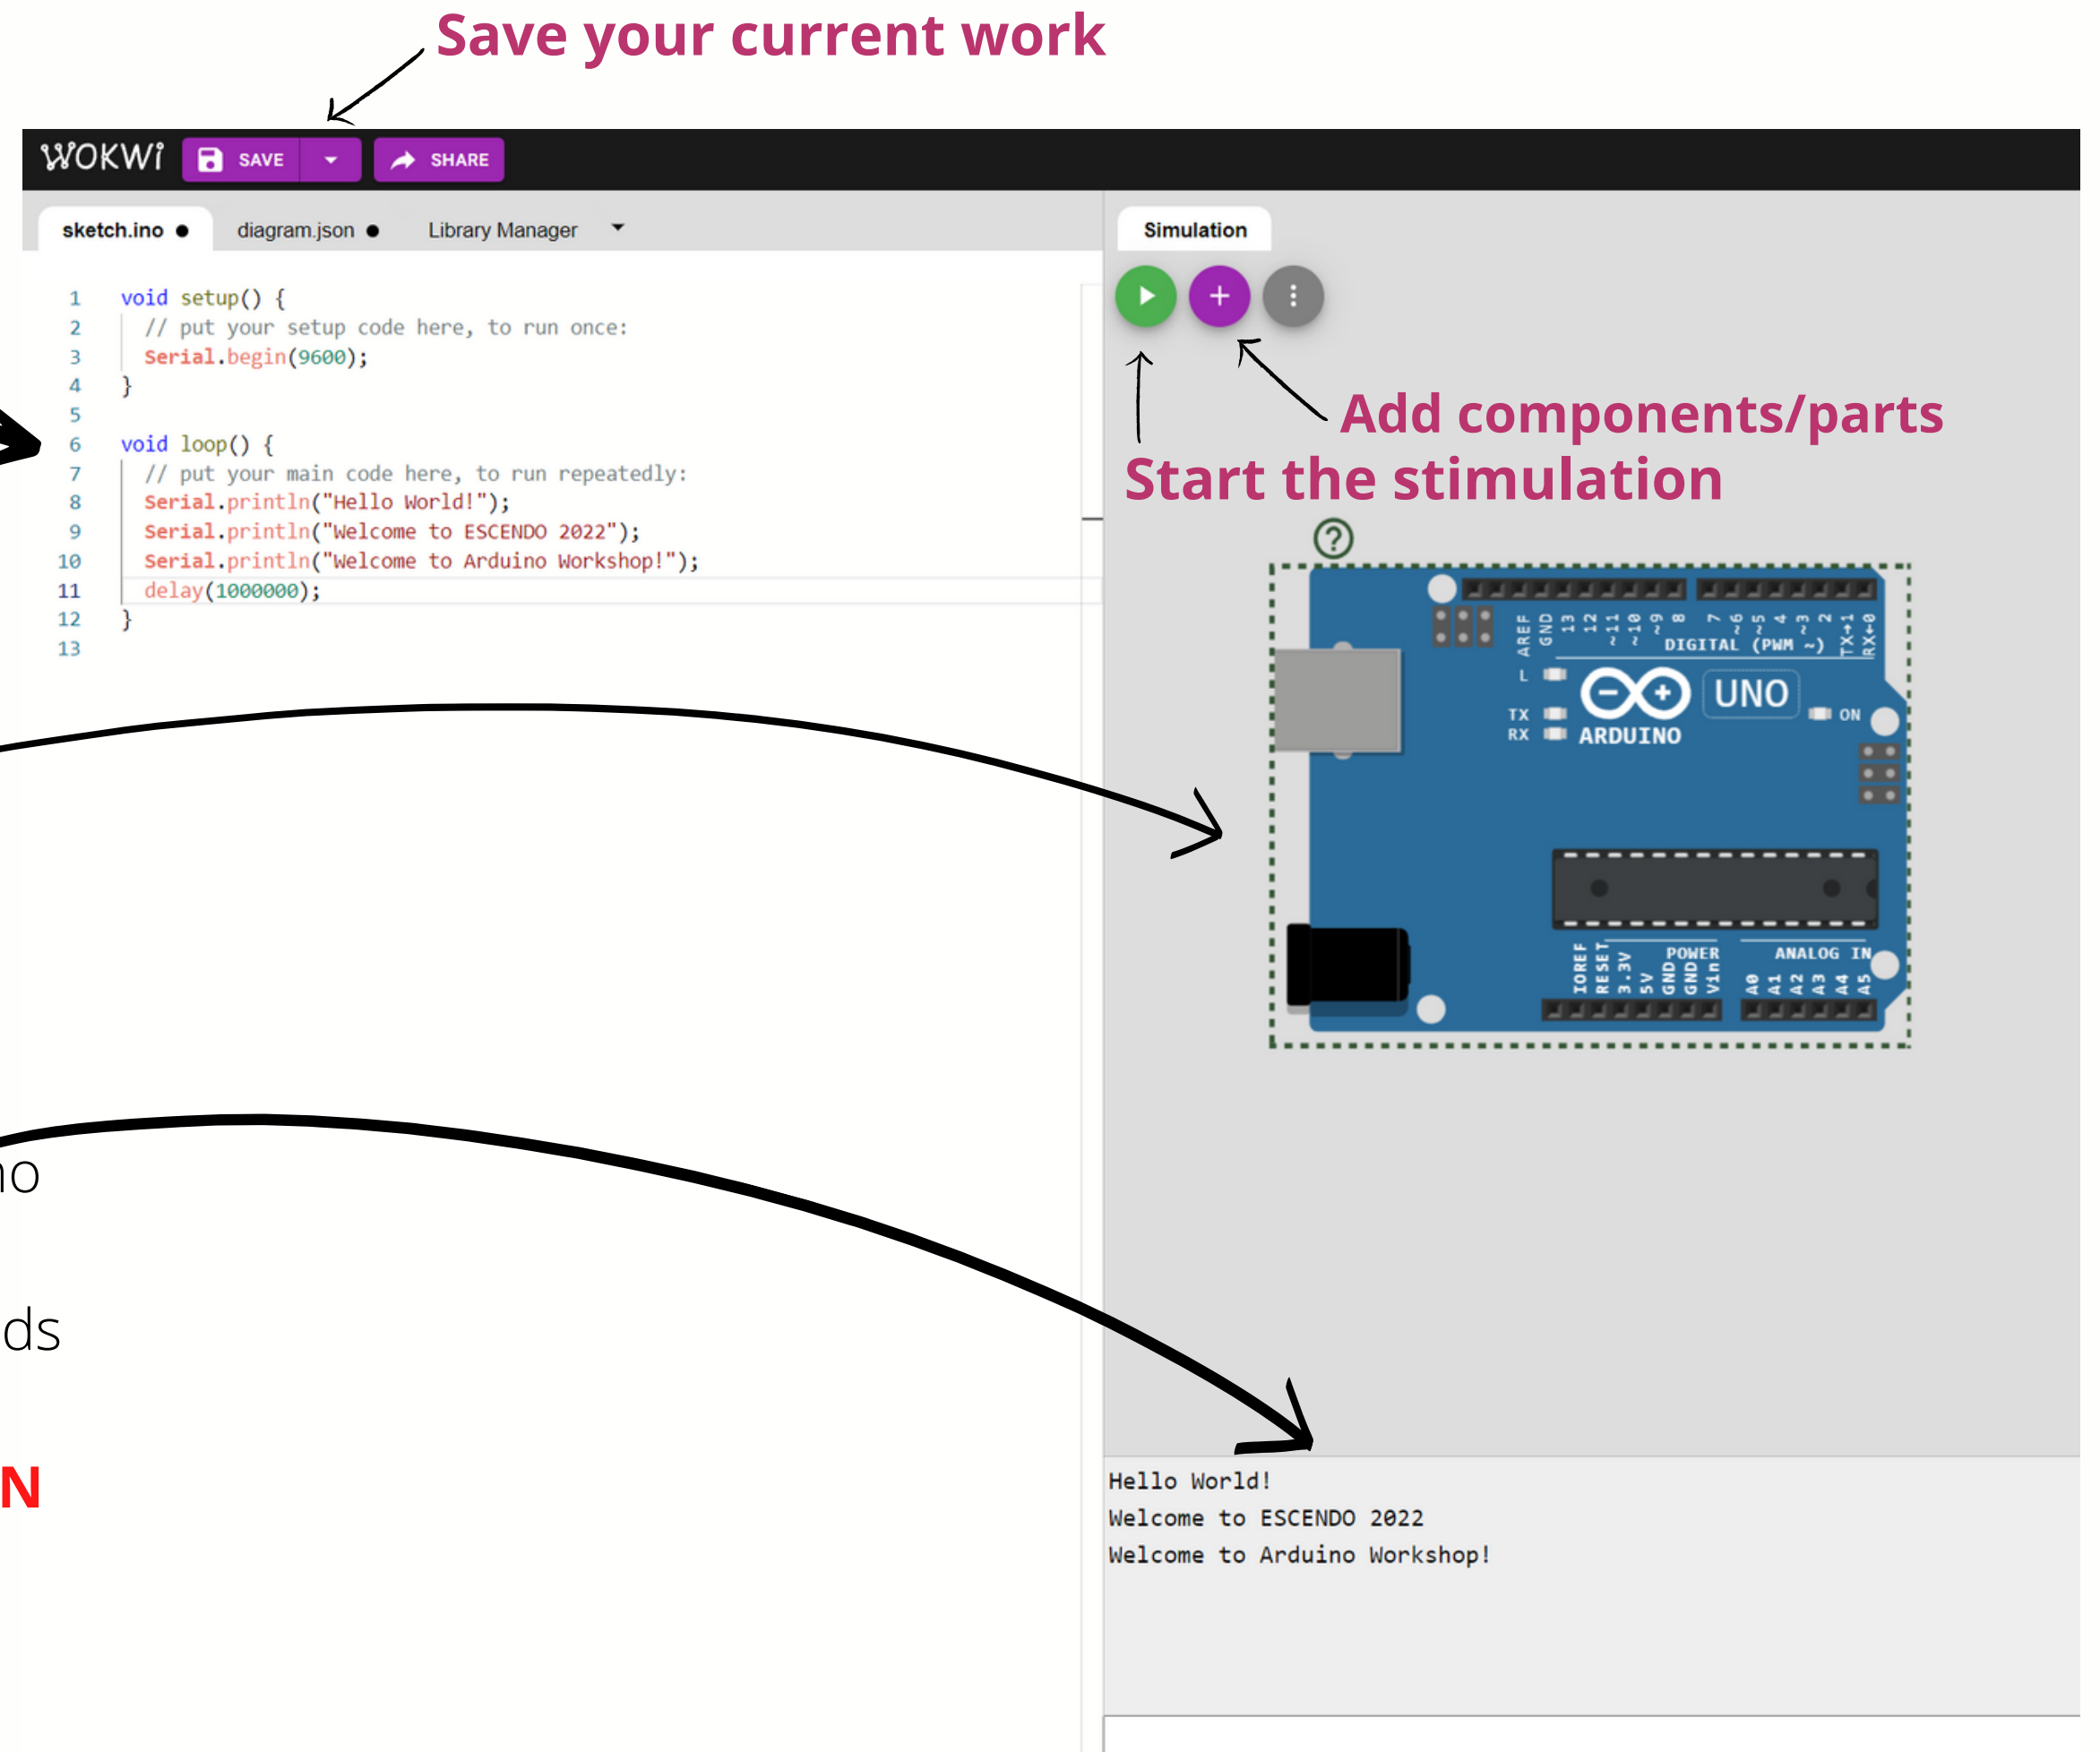 Save your current work
WOKWi SAVE SHARE
sketch.ino ● diagram.json ● Library Manager
Simulation
1 void setup() {
2 // put your setup code here, to run once:
3 Serial.begin(9600);
4 }
5
6 void loop() {
7 // put your main code here, to run repeatedly:
8 Serial.println("Hello World!");
9 Serial.println("Welcome to ESCENDO 2022");
10 Serial.println("Welcome to Arduino Workshop!");
11 delay(1000000);
12 }
13
Add components/parts
Start the stimulation
?
AREF GND 13 12 ~11 ~10 ~9 8 7 ~6 ~5 4 ~3 2 TX→1 RX←0
DIGITAL (PWM ~)
L
UNO
TX
ON
RX
ARDUINO
POWER ANALOG IN
IOREF RESET 3.3V 5V GND GND Vin A0 A1 A2 A3 A4 A5
no
ds
N
Hello World!
Welcome to ESCENDO 2022
Welcome to Arduino Workshop!